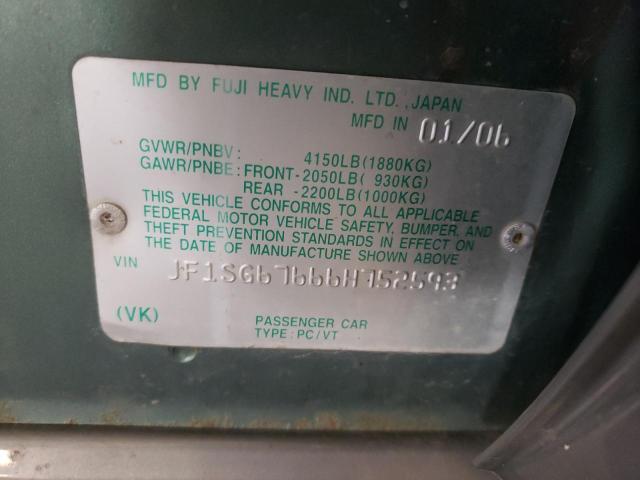 MFD BY FUJI HEAVY IND. LTD., JAPAN
MFD IN 01/06
GVWR/PNBV: 4150LB(1880KG)
GAWR/PNBE: FRONT-2050LB( 930KG)
REAR -2200LB(1000KG)
THIS VEHICLE CONFORMS TO ALL APPLICABLE
FEDERAL MOTOR VEHICLE SAFETY, BUMPER, AND
THEFT PREVENTION STANDARDS IN EFFECT ON
THE DATE OF MANUFACTURE SHOWN ABOVE
VIN JF1SG67666H752593
(VK)
PASSENGER CAR
TYPE: PC/VT